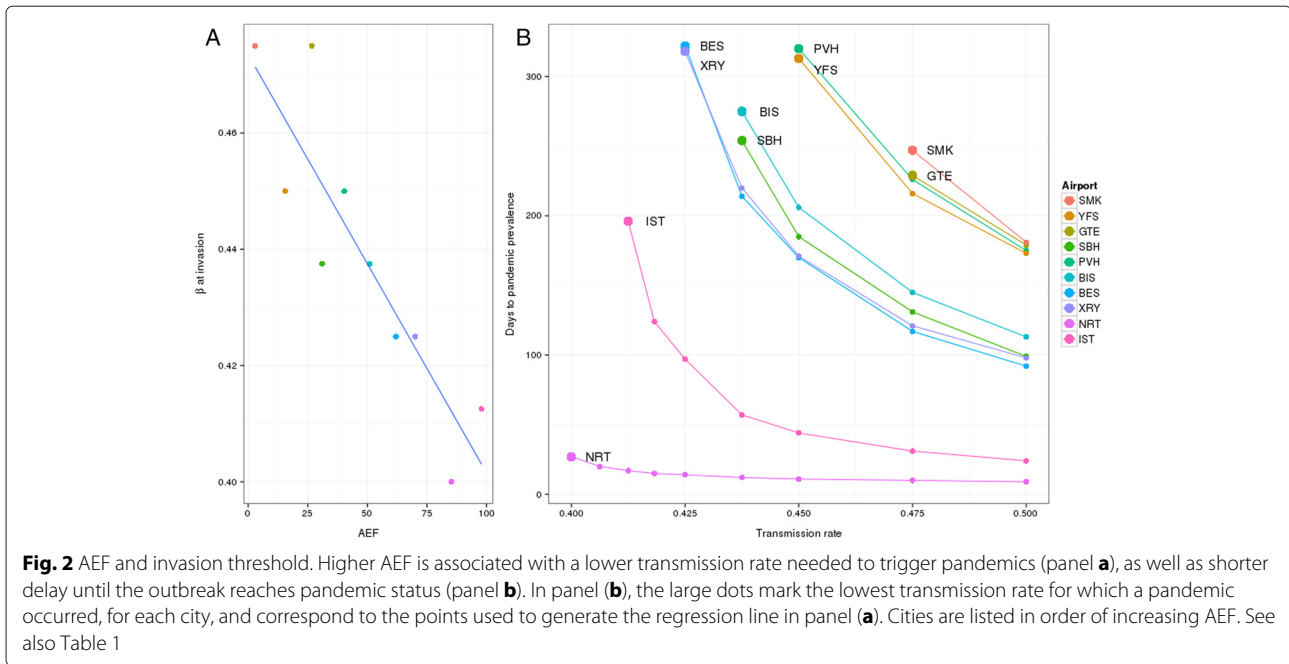 A
B
0.46
0.44
0.42
0.40
β at invasion
0
25
50
75
100
AEF
300
200
100
0
Days to pandemic prevalence
BES
XRY
PVH
YFS
BIS
SBH
SMK
GTE
IST
NRT
0.400
0.425
0.450
0.475
0.500
Transmission rate
Airport
SMK
YFS
GTE
SBH
PVH
BIS
BES
XRY
NRT
IST
Fig. 2 AEF and invasion threshold. Higher AEF is associated with a lower transmission rate needed to trigger pandemics (panel a), as well as shorter
delay until the outbreak reaches pandemic status (panel b). In panel (b), the large dots mark the lowest transmission rate for which a pandemic
occurred, for each city, and correspond to the points used to generate the regression line in panel (a). Cities are listed in order of increasing AEF. See
also Table 1